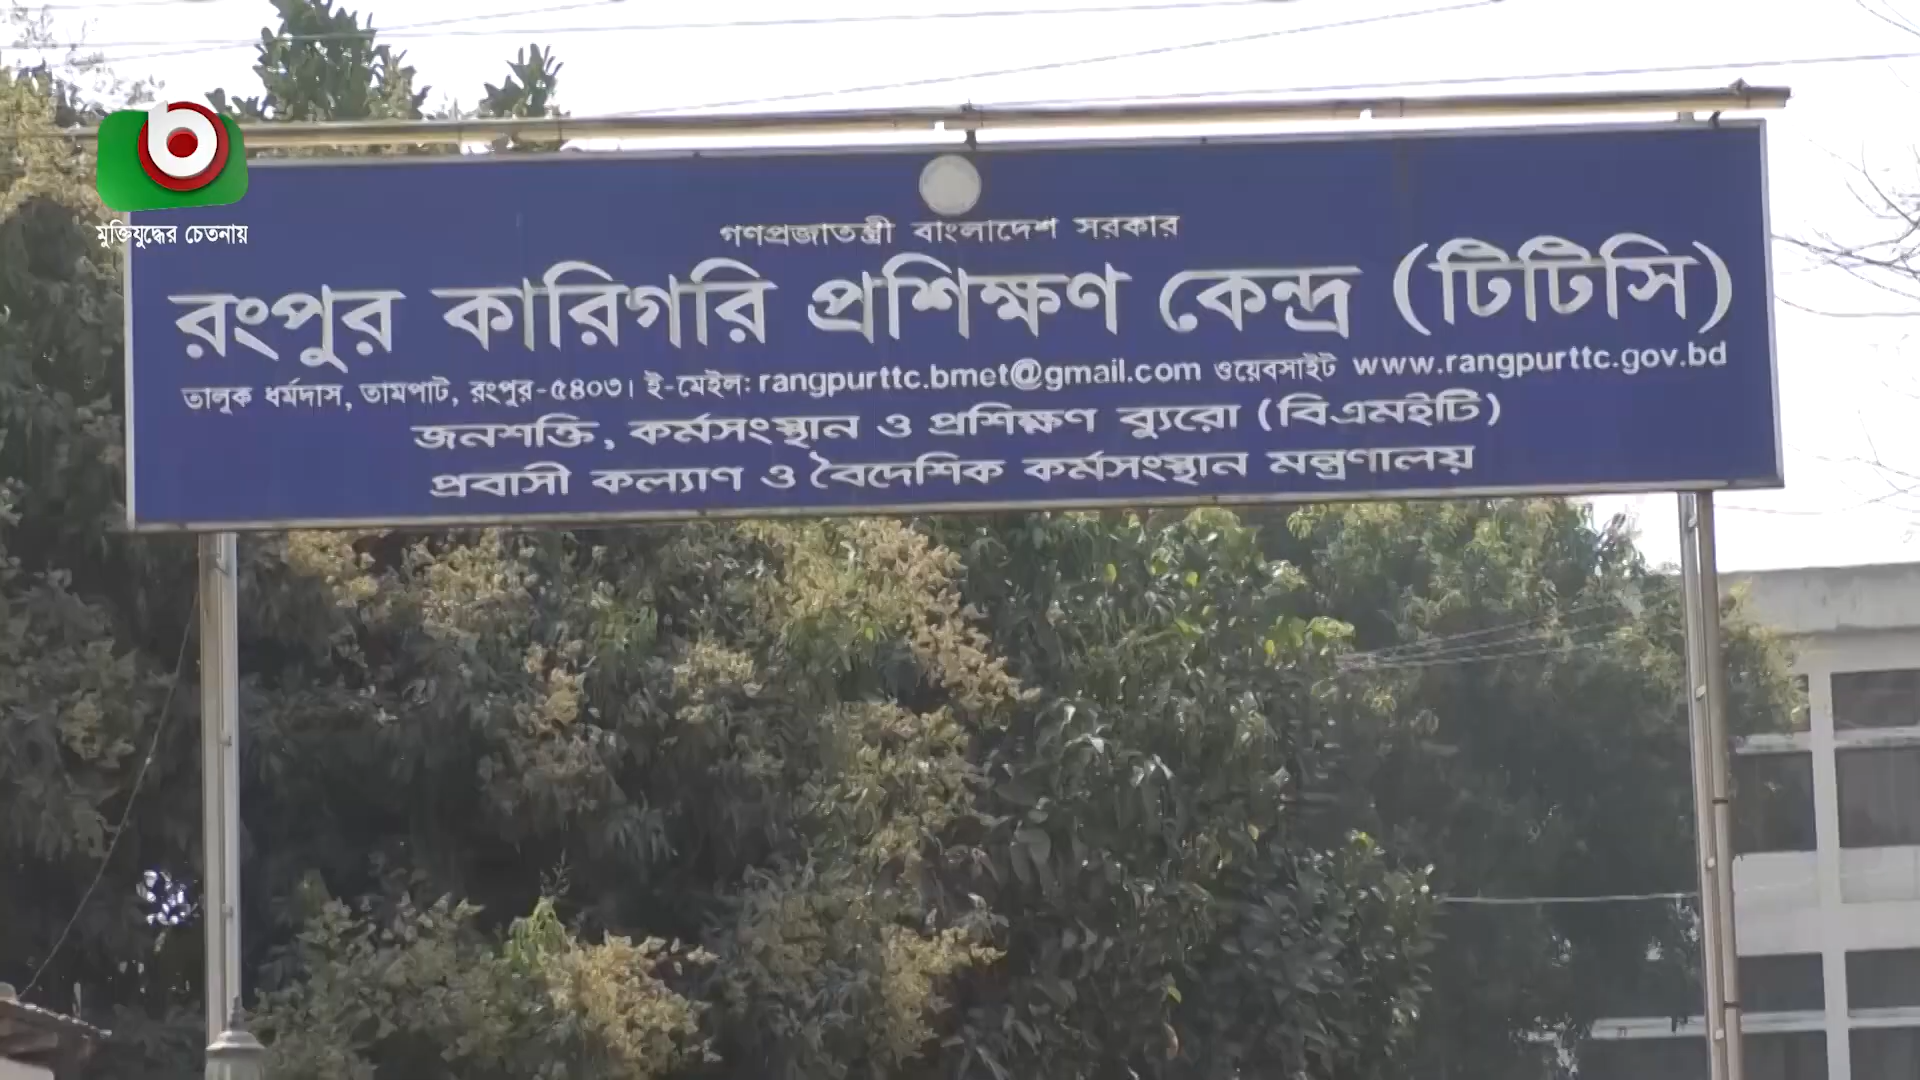 মুক্তিযুদ্ধের চেতনায়
গণপ্রজাতন্ত্রী বাংলাদেশ সরকার
রংপুর কারিগরি প্রশিক্ষণ কেন্দ্র (টিটিসি)
তালুক ধর্মদাস, তামপাট, রংপুর-৫৪০৩। ই-মেইল: rangpurttc.bmet@gmail.com ওয়েবসাইট www.rangpurttc.gov.bd
জনশক্তি, কর্মসংস্থান ও প্রশিক্ষণ ব্যুরো (বিএমইটি)
প্রবাসী কল্যাণ ও বৈদেশিক কর্মসংস্থান মন্ত্রণালয়